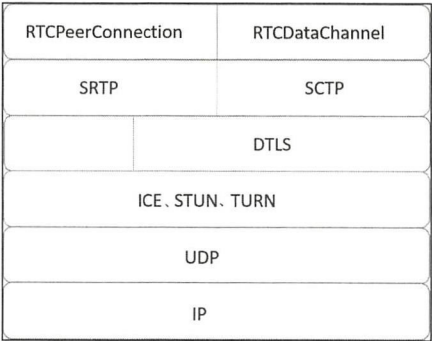 RTCPeerConnection RTCDataChannel
SRTP SCTP
DTLS
ICE、STUN、TURN
UDP
IP